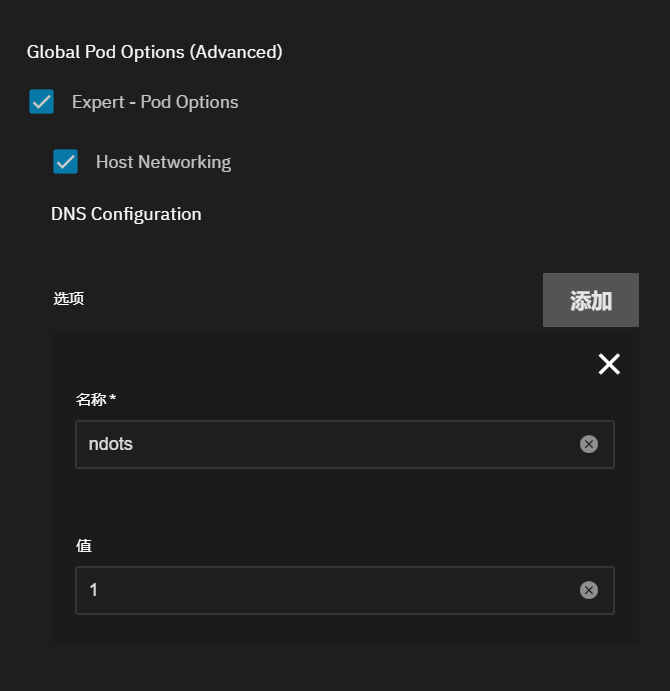 Global Pod Options (Advanced)
Expert - Pod Options
Host Networking
DNS Configuration
选项
添加
名称*
ndots
值
1